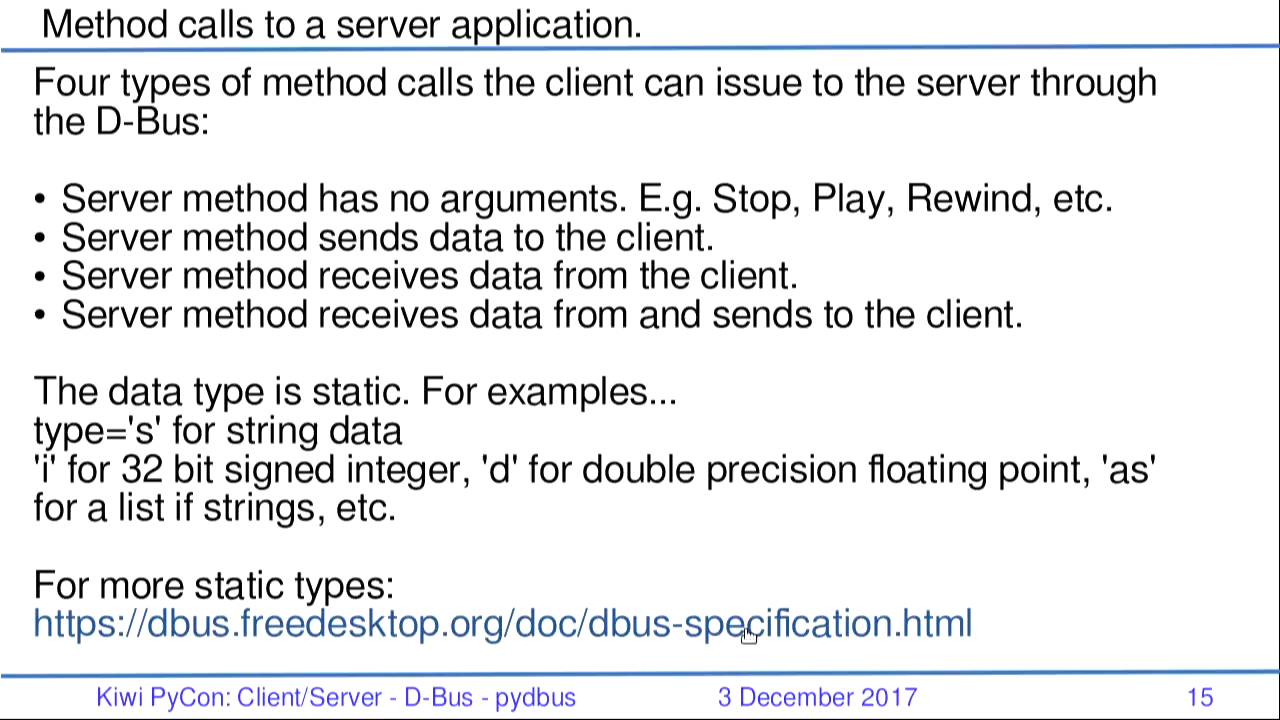 Method calls to a server application.
Four types of method calls the client can issue to the server through
the D-Bus:
• Server method has no arguments. E.g. Stop, Play, Rewind, etc.
• Server method sends data to the client.
• Server method receives data from the client.
• Server method receives data from and sends to the client.
The data type is static. For examples...
type='s' for string data
'i' for 32 bit signed integer, 'd' for double precision floating point, 'as'
for a list if strings, etc.
For more static types:
https://dbus.freedesktop.org/doc/dbus-specification.html
Kiwi PyCon: Client/Server - D-Bus - pydbus 3 December 2017 15